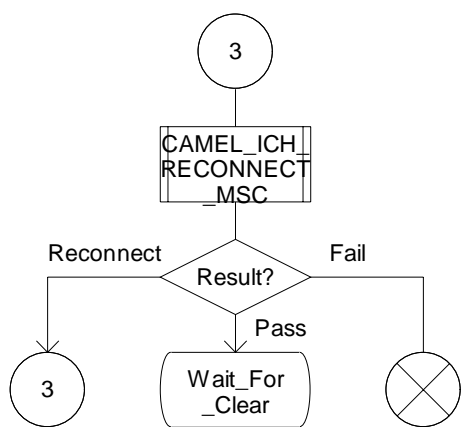 3
CAMEL_ICH_
RECONNECT
_MSC
Reconnect
Result?
Fail
Pass
3
Wait_For
_Clear